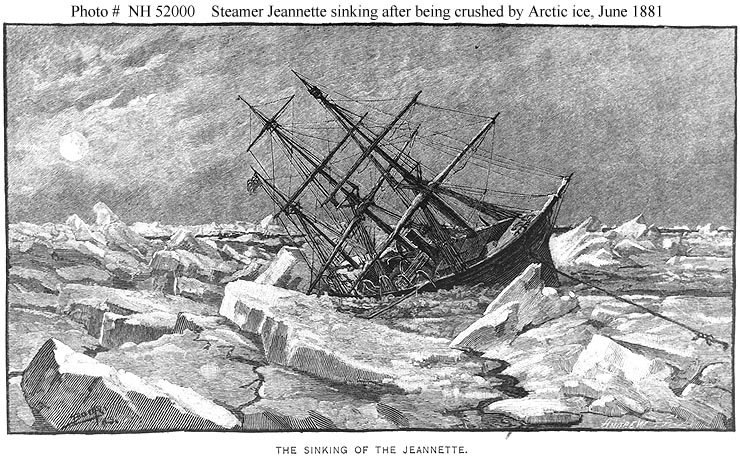 Photo # NH 52000 Steamer Jeannette sinking after being crushed by Arctic ice, June 1881
ANDREW
THE SINKING OF THE JEANNETTE.